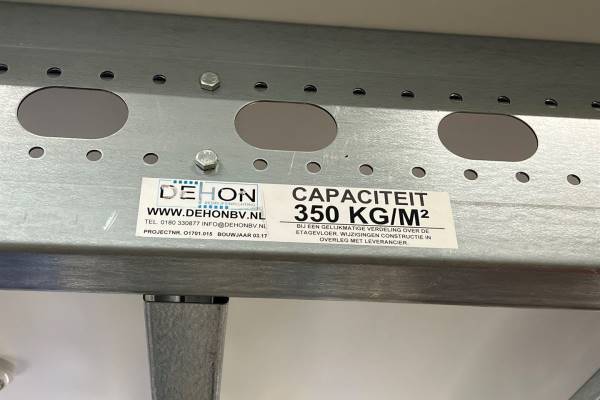 DEHON
WWW.DEHONBV.NL
TEL. 0180 330877 INFO@DEHONBV.NL
PROJECTNR. O1701.015 BOUWJAAR 03.17
CAPACITEIT
350 KG/M²
BIJ EEN GELIJKMATIGE VERDELING OVER DE
ETAGEVLOER. WIJZIGINGEN CONSTRUCTIE IN
OVERLEG MET LEVERANCIER.